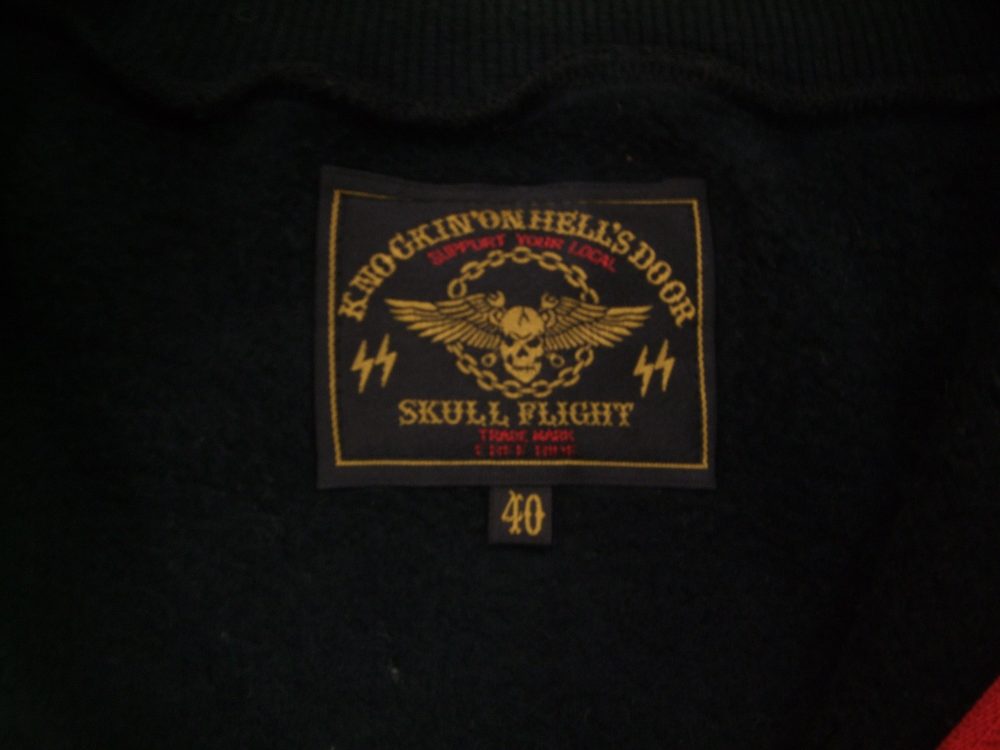 KNOCKIN'ON HELL'S DOOR
SUPPORT YOUR LOCAL
SKULL FLIGHT
TRADE MARK
40